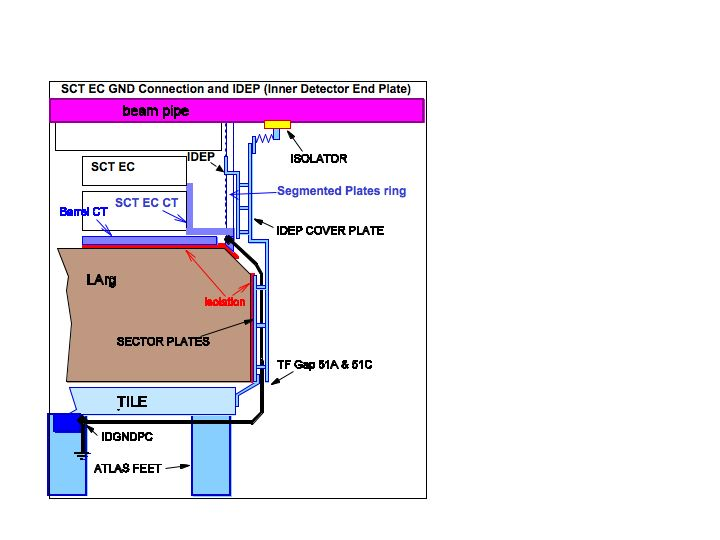 SCT EC GND Connection and IDEP (Inner Detector End Plate)
beam pipe
IDEP
ISOLATOR
SCT EC
Segmented Plates ring
SCT EC CT
Barrel CT
IDEP COVER PLATE
LArg
Isolation
SECTOR PLATES
TF Gap 51A & 51C
TILE
IDGNDPC
ATLAS FEET